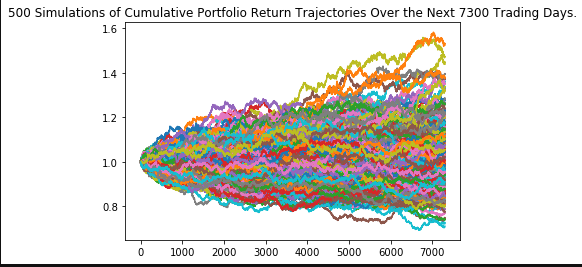 500 Simulations of Cumulative Portfolio Return Trajectories Over the Next 7300 Trading Days.
1.6
1.4
1.2
1.0
0.8
0 1000 2000 3000 4000 5000 6000 7000